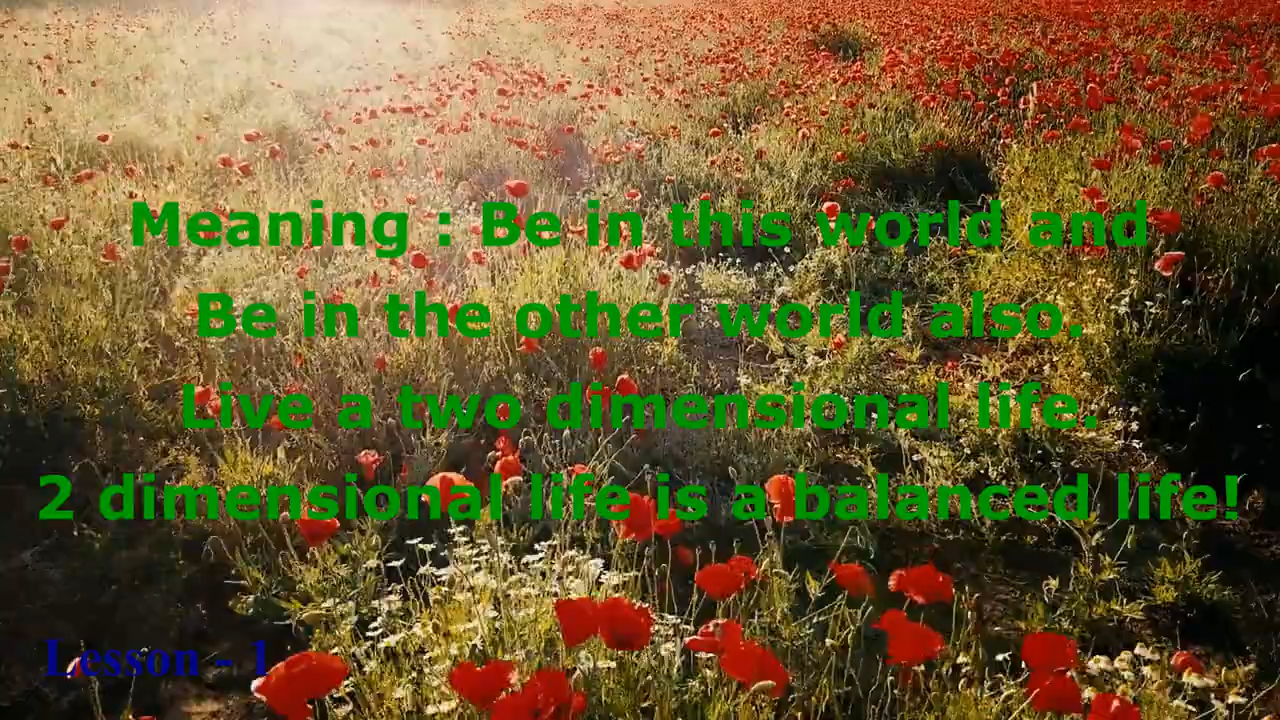 Meaning : Be in this world and
Be in the other world also.
Live a two dimensional life.
2 dimensional life is a balanced life!
Lesson - 1